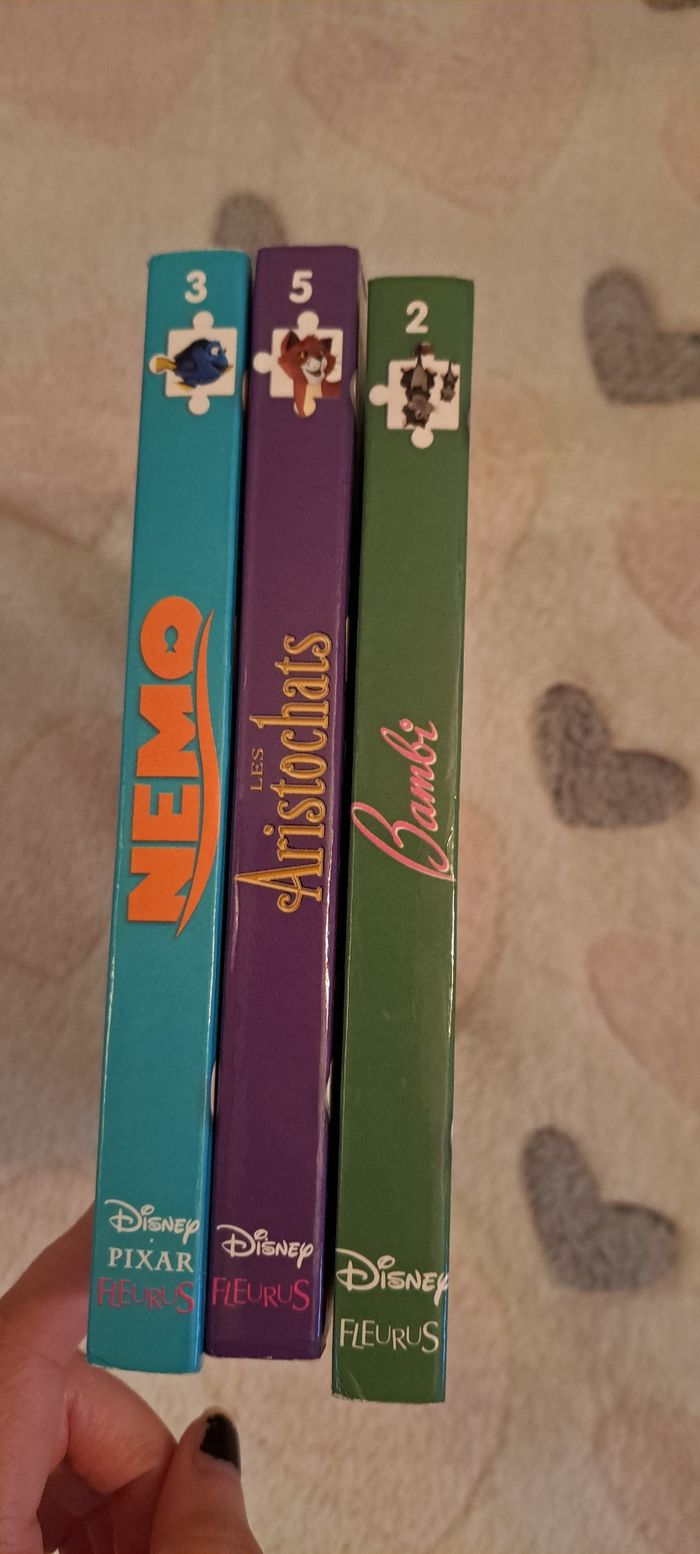 3
NEMO
DISNEY
PIXAR
FLEURUS
5
LES
Aristochats
DISNEY
FLEURUS
2
Bambi
DISNEY
FLEURUS